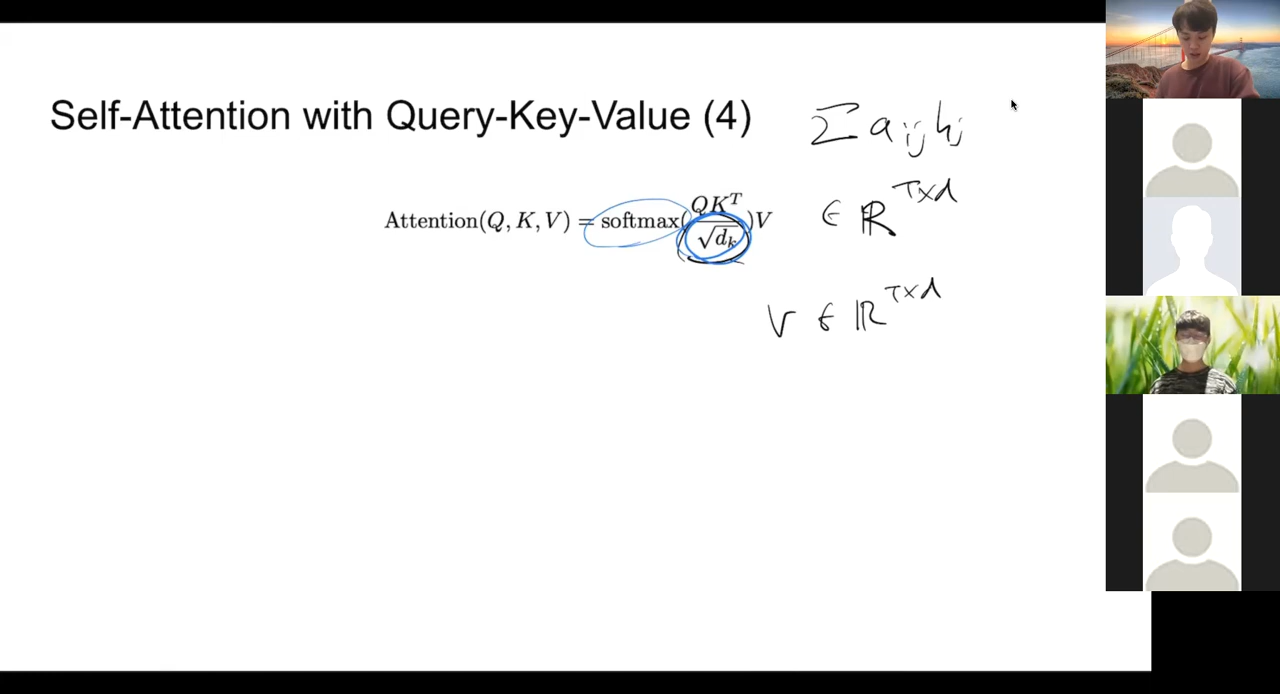 Self-Attention with Query-Key-Value (4)
Σ a_ij h_j
Attention(Q, K, V) = softmax(QK^T / √d_k)V
∈ ℝ^T×d
V ∈ ℝ^T×d